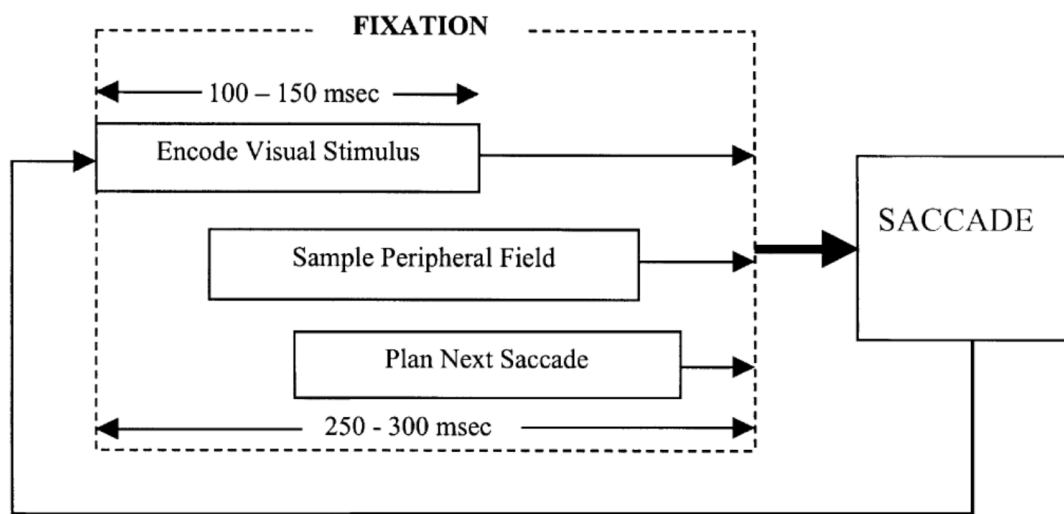 FIXATION
100 – 150 msec
Encode Visual Stimulus
Sample Peripheral Field
Plan Next Saccade
250 - 300 msec
SACCADE